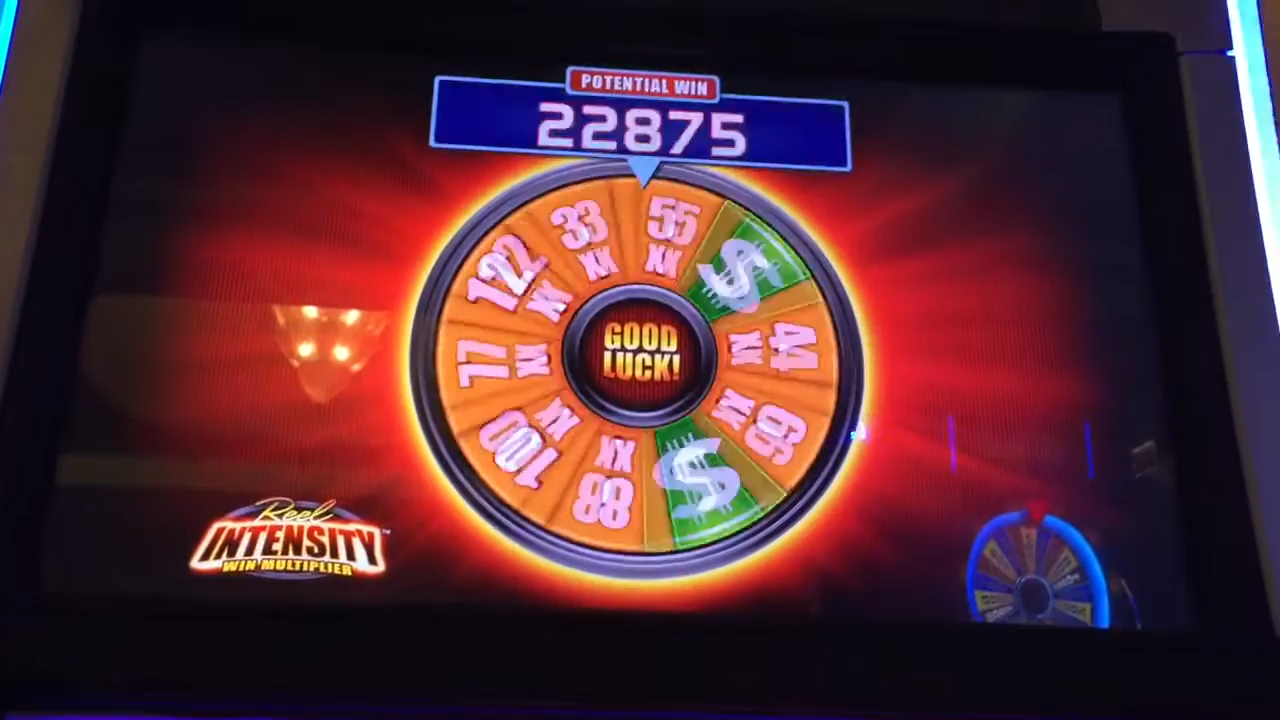 POTENTIAL WIN
22875
55
XX
$
44
XX
66
XX
$
88
XX
100
XX
77
XX
122
XX
33
XX
GOOD
LUCK!
Reel
INTENSITY™
WIN MULTIPLIER